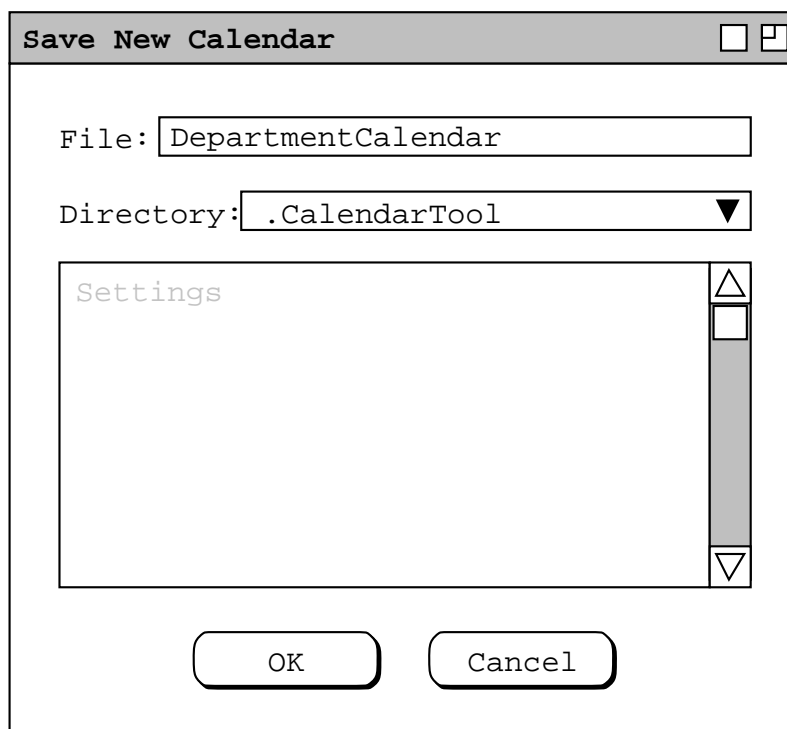 Save New Calendar
File: DepartmentCalendar
Directory: .CalendarTool
Settings
OK Cancel